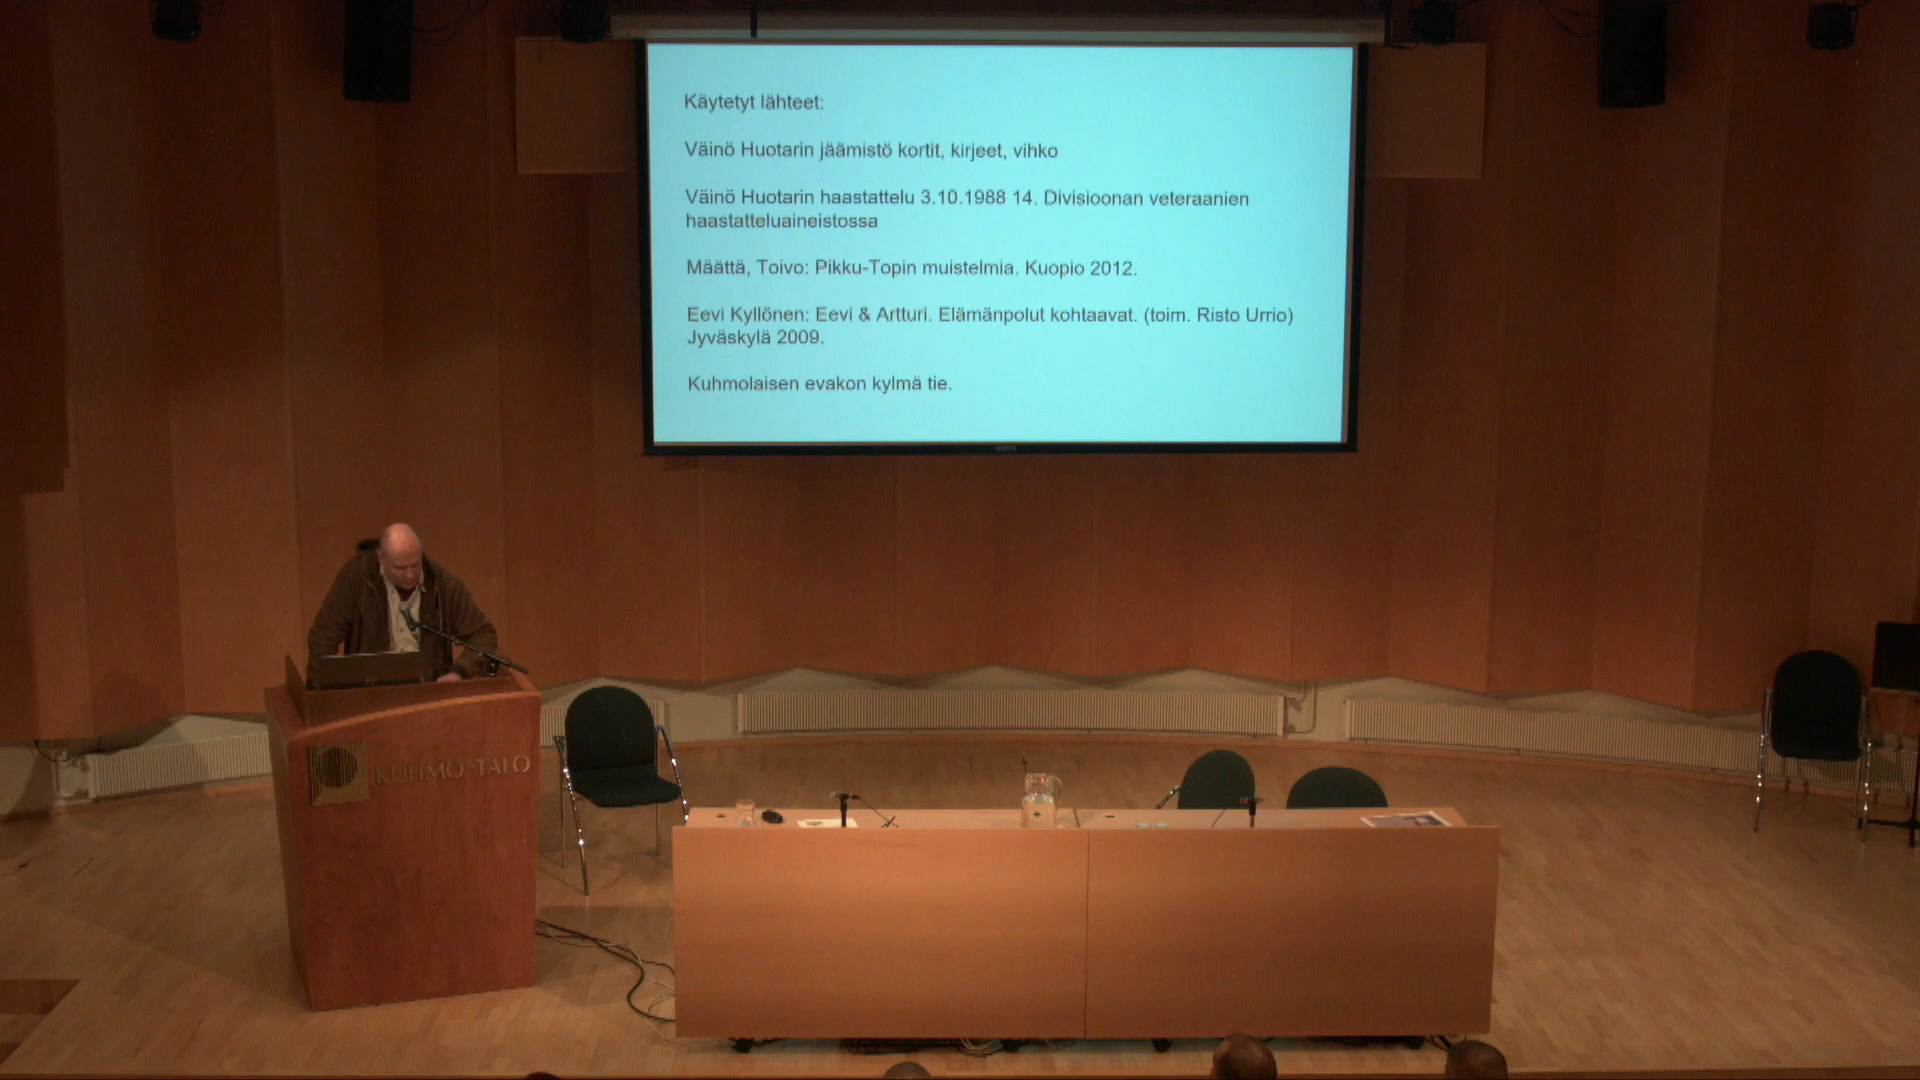 Käytetyt lähteet:
Väinö Huotarin jäämistö kortit, kirjeet, vihko
Väinö Huotarin haastattelu 3.10.1988 14. Divisioonan veteraanien
haastatteluaineistossa
Määttä, Toivo: Pikku-Topin muistelmia. Kuopio 2012.
Eevi Kyllönen: Eevi & Artturi. Elämänpolut kohtaavat. (toim. Risto Urrio)
Jyväskylä 2009.
Kuhmolaisen evakon kylmä tie.
KUHMO-TALO